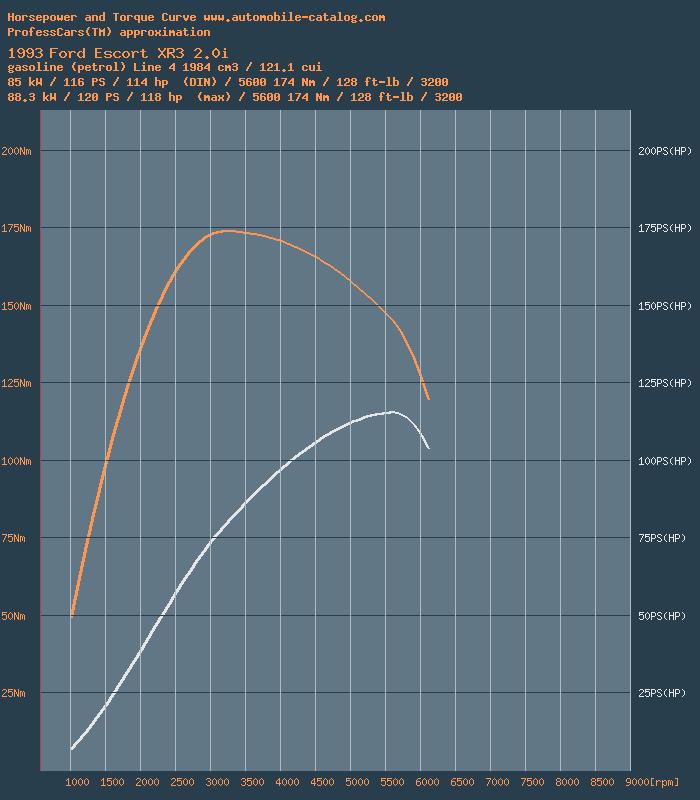 Horsepower and Torque Curve www.automobile-catalog.com
ProfessCars(TM) approximation
1993 Ford Escort XR3 2.0i
gasoline (petrol) Line 4 1984 cm3 / 121.1 cui
85 kW / 116 PS / 114 hp (DIN) / 5600 174 Nm / 128 ft-lb / 3200
88.3 kW / 120 PS / 118 hp (max) / 5600 174 Nm / 128 ft-lb / 3200
200Nm 200PS(HP)
175Nm 175PS(HP)
150Nm 150PS(HP)
125Nm 125PS(HP)
100Nm 100PS(HP)
75Nm 75PS(HP)
50Nm 50PS(HP)
25Nm 25PS(HP)
1000 1500 2000 2500 3000 3500 4000 4500 5000 5500 6000 6500 7000 7500 8000 8500 9000[rpm]